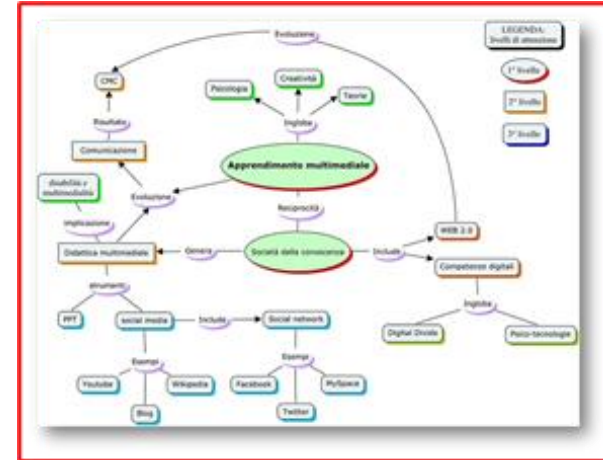 Evoluzione
LEGENDA:
livelli di attenzione
1° livello
2° livello
3° livello
CMC
Psicologia
Creatività
Teorie
Risultato
Ingloba
Comunicazione
Apprendimento multimediale
disabilità e
multimedialità
Evoluzione
Reciprocità
implicazione
WEB 2.0
Didattica multimediale
Genera
Società della conoscenza
Include
Competenze digitali
strumenti
Ingloba
PPT
social media
Include
Social network
Digital Divide
Psico-tecnologie
Esempi
Esempi
Youtube
Wikipedia
Facebook
MySpace
Blog
Twitter